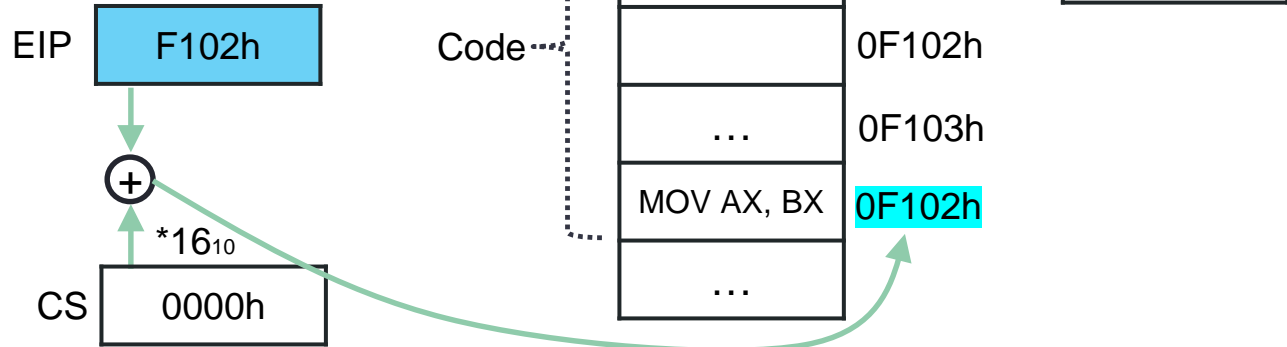 EIP
F102h
Code
0F102h
...
0F103h
+
MOV AX, BX
0F102h
*16₁₀
CS
0000h
...